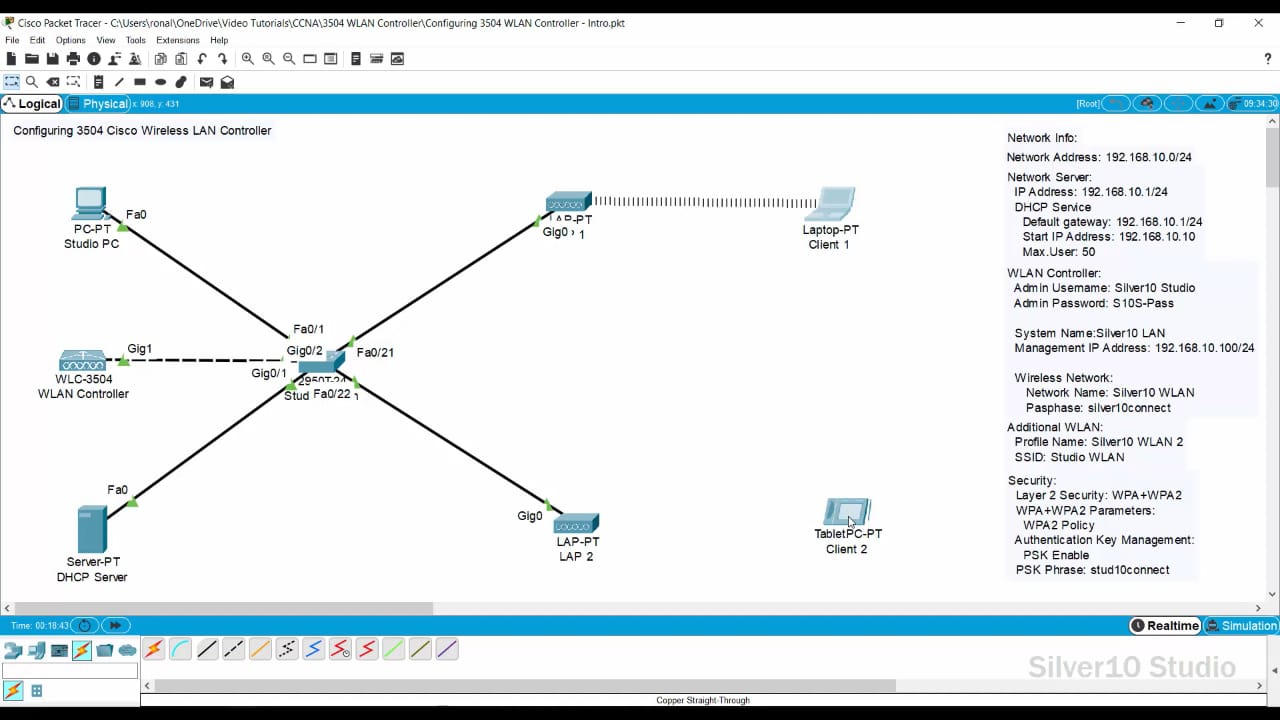 Cisco Packet Tracer - C:\Users\ronal\OneDrive\Video Tutorials\CCNA\3504 WLAN Controller\Configuring 3504 WLAN Controller - Intro.pkt
File Edit Options View Tools Extensions Help
?
Logical Physical x: 908, y: 431 [Root] 09:34:30
Configuring 3504 Cisco Wireless LAN Controller
Fa0
PC-PT
Studio PC
LAP-PT
Gig0 1
Laptop-PT
Client 1
Fa0/1
Gig0/2
Fa0/21
Gig1
WLC-3504
WLAN Controller
Gig0/1
2950T-24
Stud Fa0/22
Fa0
Server-PT
DHCP Server
Gig0
LAP-PT
LAP 2
TabletPC-PT
Client 2
Network Info:
Network Address: 192.168.10.0/24
Network Server:
IP Address: 192.168.10.1/24
DHCP Service
Default gateway: 192.168.10.1/24
Start IP Address: 192.168.10.10
Max.User: 50
WLAN Controller:
Admin Username: Silver10 Studio
Admin Password: S10S-Pass
System Name:Silver10 LAN
Management IP Address: 192.168.10.100/24
Wireless Network:
Network Name: Silver10 WLAN
Pasphase: silver10connect
Additional WLAN:
Profile Name: Silver10 WLAN 2
SSID: Studio WLAN
Security:
Layer 2 Security: WPA+WPA2
WPA+WPA2 Parameters:
WPA2 Policy
Authentication Key Management:
PSK Enable
PSK Phrase: stud10connect
Time: 00:18:43 Realtime Simulation
Silver10 Studio
Copper Straight-Through